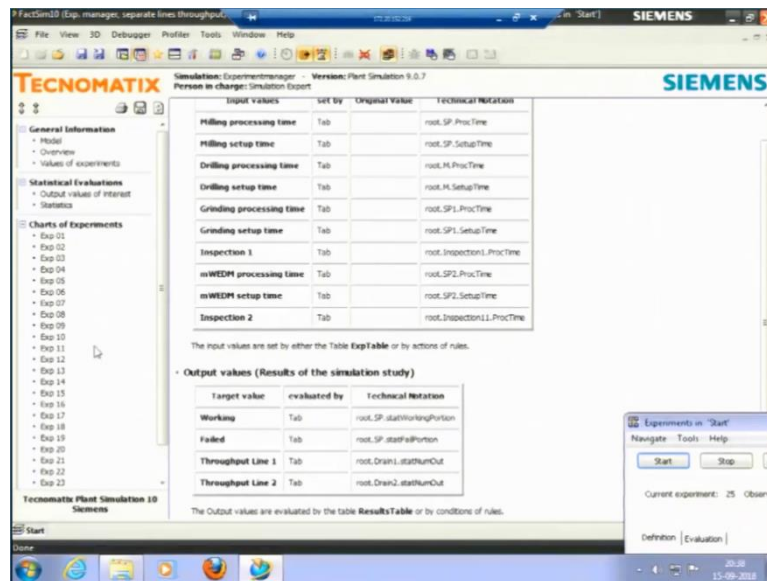 FactSim10 (Exp. manager, separate lines throughput,
172.20.152.254
in 'Start']
SIEMENS
File View 3D Debugger Profiler Tools Window Help
TECNOMATIX
Simulation: Experimentmanager - Version: Plant Simulation 9.0.7
Person in charge: Simulation Expert
SIEMENS
General Information
Model
Overview
Values of experiments
Statistical Evaluations
Output values of interest
Statistics
Charts of Experiments
Exp 01
Exp 02
Exp 03
Exp 04
Exp 05
Exp 06
Exp 07
Exp 08
Exp 09
Exp 10
Exp 11
Exp 12
Exp 13
Exp 14
Exp 15
Exp 16
Exp 17
Exp 18
Exp 19
Exp 20
Exp 21
Exp 22
Exp 23
Tecnomatix Plant Simulation 10
Siemens
Input values set by Original Value Technical Notation
Milling processing time Tab root.SP.ProcTime
Milling setup time Tab root.SP.SetupTime
Drilling processing time Tab root.M.ProcTime
Drilling setup time Tab root.M.SetupTime
Grinding processing time Tab root.SP1.ProcTime
Grinding setup time Tab root.SP1.SetupTime
Inspection 1 Tab root.Inspection1.ProcTime
mWEDM processing time Tab root.SP2.ProcTime
mWEDM setup time Tab root.SP2.SetupTime
Inspection 2 Tab root.Inspection11.ProcTime
The input values are set by either the Table ExpTable or by actions of rules.
Output values (Results of the simulation study)
Target value evaluated by Technical Notation
Working Tab root.SP.statWorkingPortion
Failed Tab root.SP.statFailPortion
Throughput Line 1 Tab root.Drain1.statNumOut
Throughput Line 2 Tab root.Drain2.statNumOut
The Output values are evaluated by the table ResultsTable or by conditions of rules.
Experiments in 'Start'
Navigate Tools Help
Start Stop
Current experiment: 25 Obser
Definition Evaluation
Start
Done
20:38
15-09-2018